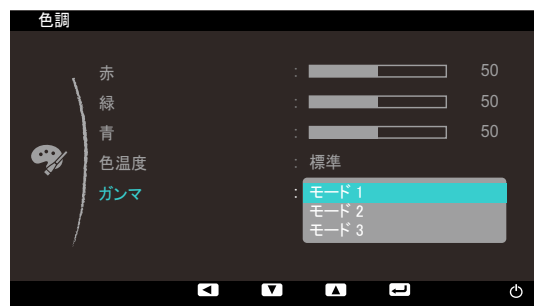 色調
赤 : 50
緑 : 50
青 : 50
色温度 : 標準
ガンマ : モード 1
モード 2
モード 3